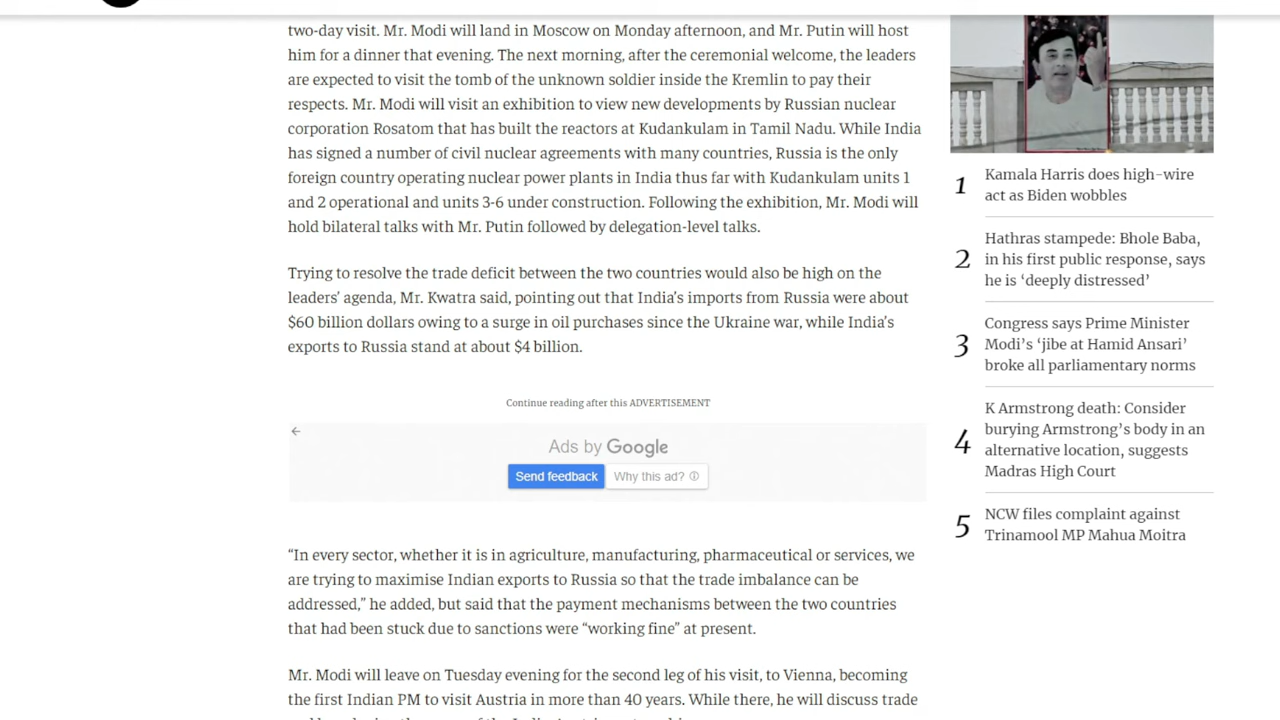 two-day visit. Mr. Modi will land in Moscow on Monday afternoon, and Mr. Putin will host
him for a dinner that evening. The next morning, after the ceremonial welcome, the leaders
are expected to visit the tomb of the unknown soldier inside the Kremlin to pay their
respects. Mr. Modi will visit an exhibition to view new developments by Russian nuclear
corporation Rosatom that has built the reactors at Kudankulam in Tamil Nadu. While India
has signed a number of civil nuclear agreements with many countries, Russia is the only
foreign country operating nuclear power plants in India thus far with Kudankulam units 1
and 2 operational and units 3-6 under construction. Following the exhibition, Mr. Modi will
hold bilateral talks with Mr. Putin followed by delegation-level talks.
Trying to resolve the trade deficit between the two countries would also be high on the
leaders’ agenda, Mr. Kwatra said, pointing out that India’s imports from Russia were about
$60 billion dollars owing to a surge in oil purchases since the Ukraine war, while India’s
exports to Russia stand at about $4 billion.
Continue reading after this ADVERTISEMENT
Ads by Google
Send feedback
Why this ad?
“In every sector, whether it is in agriculture, manufacturing, pharmaceutical or services, we
are trying to maximise Indian exports to Russia so that the trade imbalance can be
addressed,” he added, but said that the payment mechanisms between the two countries
that had been stuck due to sanctions were “working fine” at present.
Mr. Modi will leave on Tuesday evening for the second leg of his visit, to Vienna, becoming
the first Indian PM to visit Austria in more than 40 years. While there, he will discuss trade
1
Kamala Harris does high-wire
act as Biden wobbles
2
Hathras stampede: Bhole Baba,
in his first public response, says
he is ‘deeply distressed’
3
Congress says Prime Minister
Modi’s ‘jibe at Hamid Ansari’
broke all parliamentary norms
4
K Armstrong death: Consider
burying Armstrong’s body in an
alternative location, suggests
Madras High Court
5
NCW files complaint against
Trinamool MP Mahua Moitra